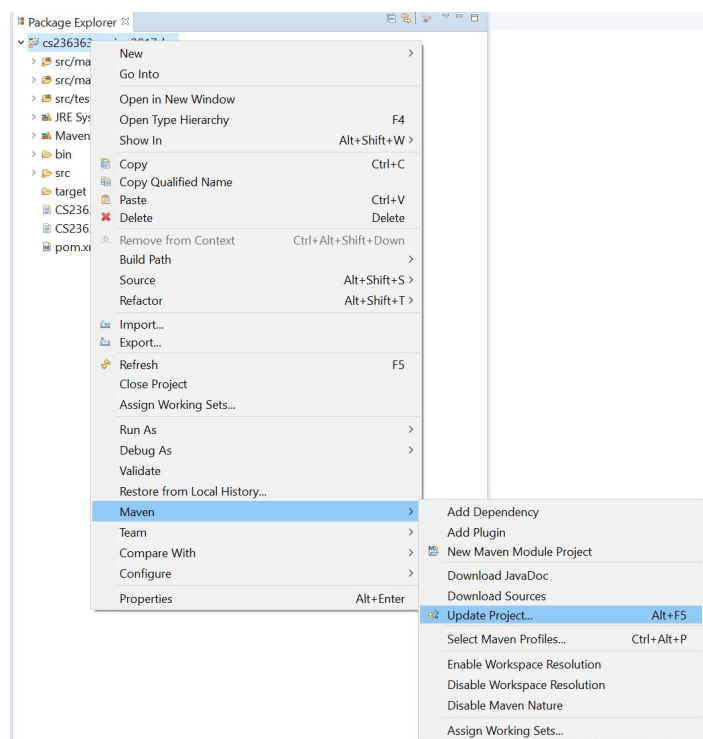 Package Explorer
cs236363
src/ma
src/ma
src/tes
JRE Sys
Maven
bin
src
target
CS236
CS236
pom.x
New
Go Into
Open in New Window
Open Type Hierarchy F4
Show In Alt+Shift+W >
Copy Ctrl+C
Copy Qualified Name
Paste Ctrl+V
Delete Delete
Remove from Context Ctrl+Alt+Shift+Down
Build Path >
Source Alt+Shift+S >
Refactor Alt+Shift+T >
Import...
Export...
Refresh F5
Close Project
Assign Working Sets...
Run As >
Debug As >
Validate
Restore from Local History...
Maven >
Team >
Compare With >
Configure >
Properties Alt+Enter
Add Dependency
Add Plugin
New Maven Module Project
Download JavaDoc
Download Sources
Update Project... Alt+F5
Select Maven Profiles... Ctrl+Alt+P
Enable Workspace Resolution
Disable Workspace Resolution
Disable Maven Nature
Assign Working Sets...